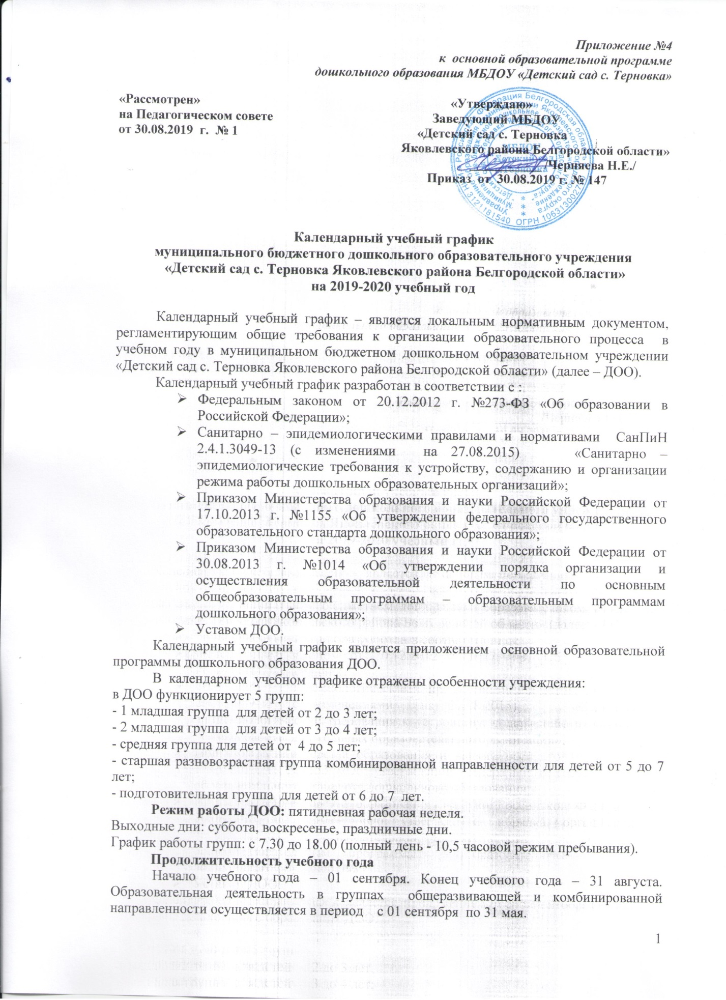 Приложение №4
к основной образовательной программе
дошкольного образования МБДОУ «Детский сад с. Терновка»
«Рассмотрен»
на Педагогическом совете
от 30.08.2019 г. № 1
«Утверждаю»
Заведующий МБДОУ
«Детский сад с. Терновка
Яковлевского района Белгородской области»
/Черняева Н.Е./
Приказ от 30.08.2019 г. № 147
Календарный учебный график
муниципального бюджетного дошкольного образовательного учреждения
«Детский сад с. Терновка Яковлевского района Белгородской области»
на 2019-2020 учебный год
Календарный учебный график – является локальным нормативным документом,
регламентирующим общие требования к организации образовательного процесса в
учебном году в муниципальном бюджетном дошкольном образовательном учреждении
«Детский сад с. Терновка Яковлевского района Белгородской области» (далее – ДОО).
Календарный учебный график разработан в соответствии с :
➢ Федеральным законом от 20.12.2012 г. №273-ФЗ «Об образовании в
Российской Федерации»;
➢ Санитарно – эпидемиологическими правилами и нормативами СанПиН
2.4.1.3049-13 (с изменениями на 27.08.2015) «Санитарно –
эпидемиологические требования к устройству, содержанию и организации
режима работы дошкольных образовательных организаций»;
➢ Приказом Министерства образования и науки Российской Федерации от
17.10.2013 г. №1155 «Об утверждении федерального государственного
образовательного стандарта дошкольного образования»;
➢ Приказом Министерства образования и науки Российской Федерации от
30.08.2013 г. №1014 «Об утверждении порядка организации и
осуществления образовательной деятельности по основным
общеобразовательным программам – образовательным программам
дошкольного образования»;
➢ Уставом ДОО.
Календарный учебный график является приложением основной образовательной
программы дошкольного образования ДОО.
В календарном учебном графике отражены особенности учреждения:
в ДОО функционирует 5 групп:
- 1 младшая группа для детей от 2 до 3 лет;
- 2 младшая группа для детей от 3 до 4 лет;
- средняя группа для детей от 4 до 5 лет;
- старшая разновозрастная группа комбинированной направленности для детей от 5 до 7
лет;
- подготовительная группа для детей от 6 до 7 лет.
Режим работы ДОО: пятидневная рабочая неделя.
Выходные дни: суббота, воскресенье, праздничные дни.
График работы групп: с 7.30 до 18.00 (полный день - 10,5 часовой режим пребывания).
Продолжительность учебного года
Начало учебного года – 01 сентября. Конец учебного года – 31 августа.
Образовательная деятельность в группах общеразвивающей и комбинированной
направленности осуществляется в период с 01 сентября по 31 мая.
1